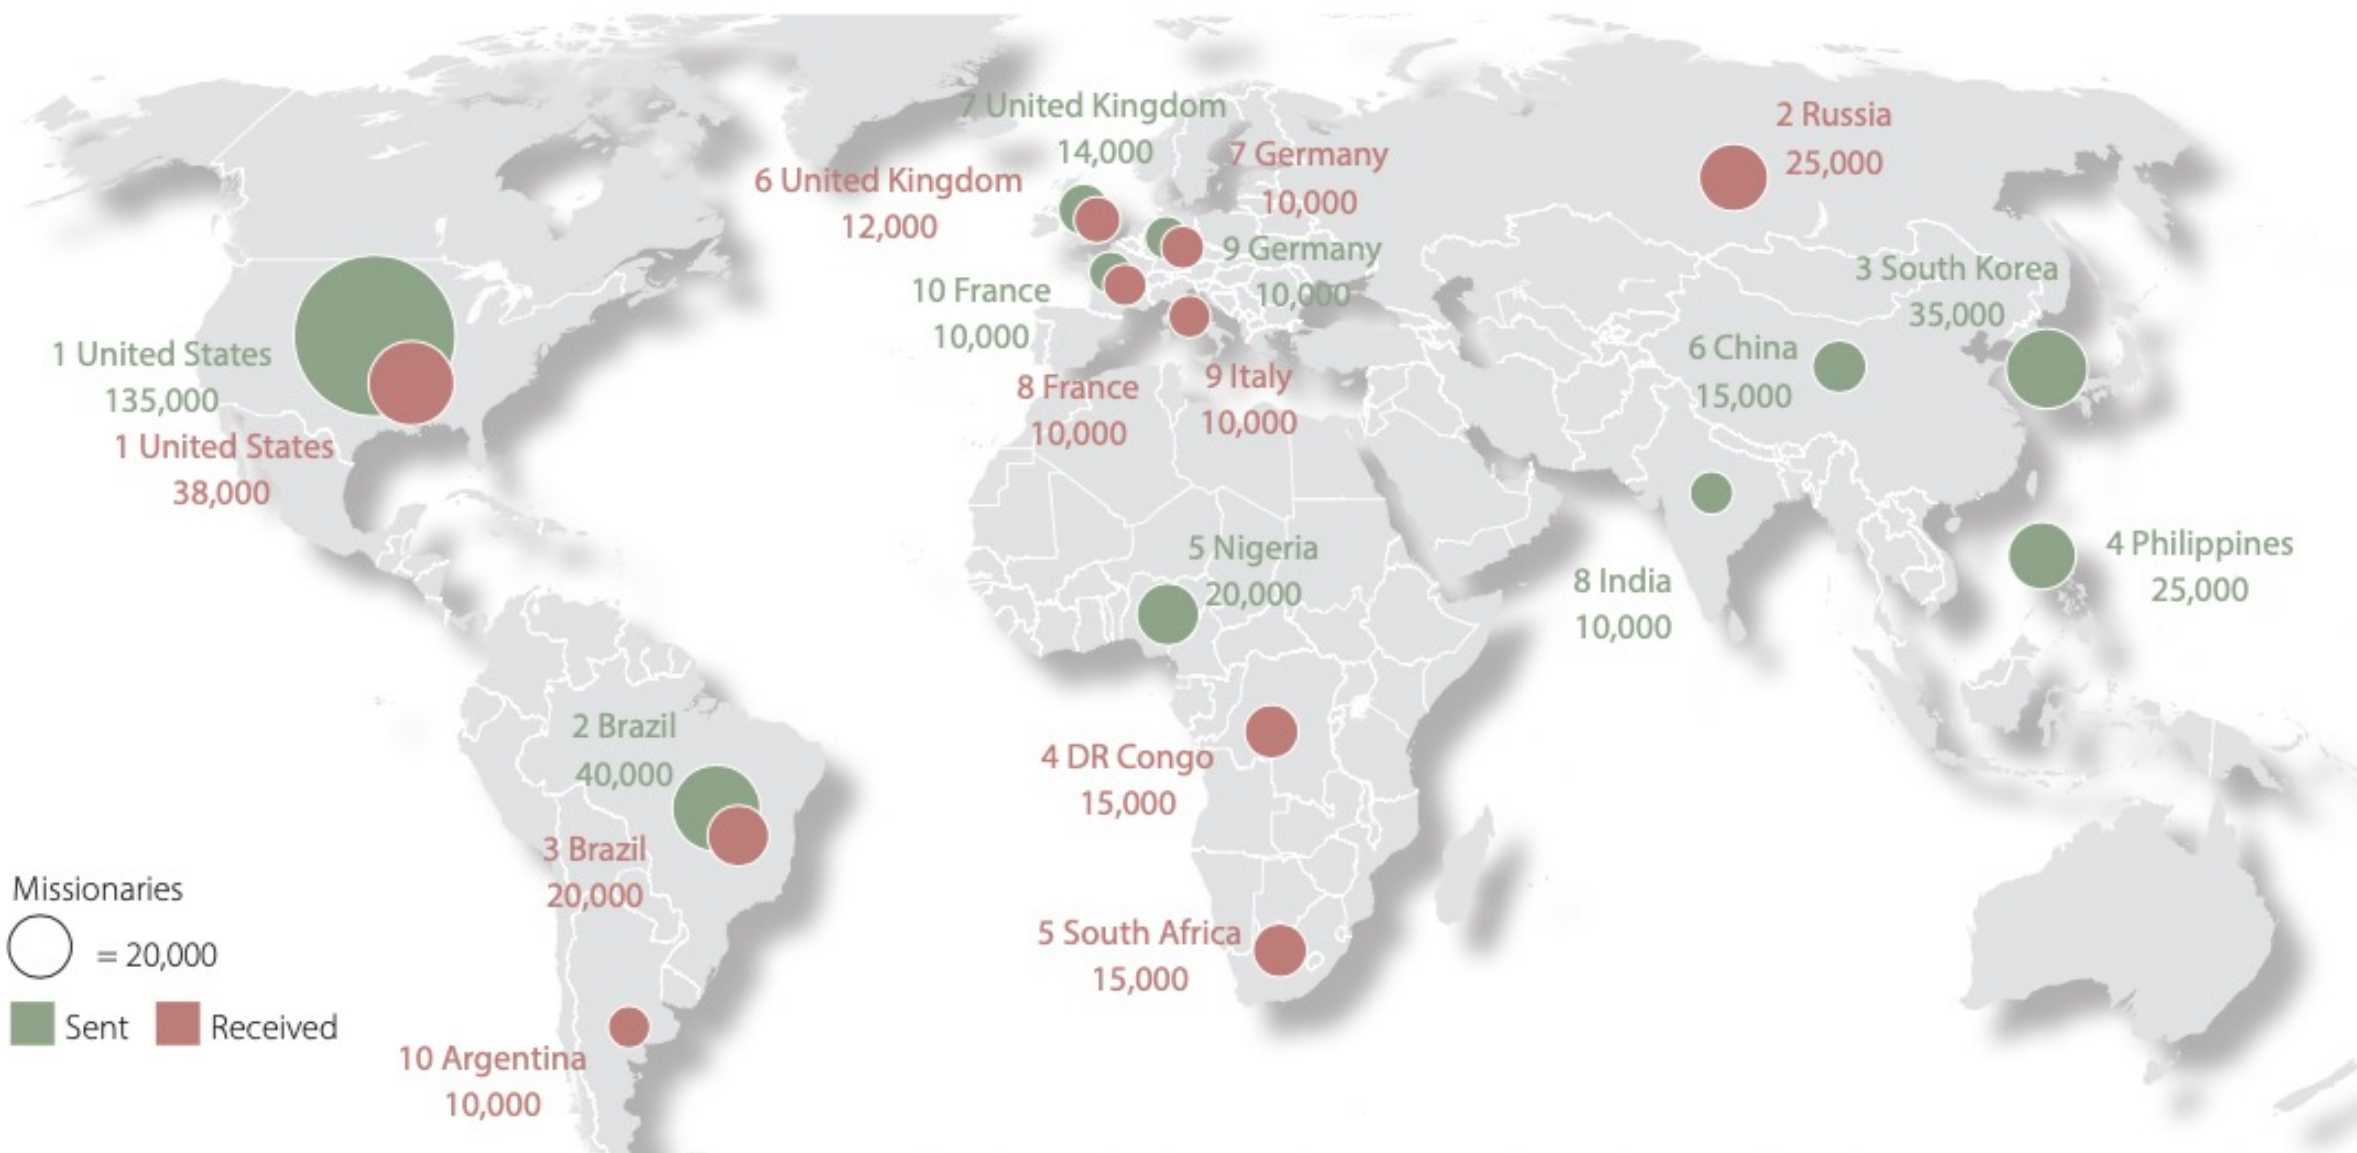 7 United Kingdom
14,000
6 United Kingdom
12,000
7 Germany
10,000
9 Germany
10,000
2 Russia
25,000
3 South Korea
35,000
10 France
10,000
8 France
10,000
9 Italy
10,000
6 China
15,000
1 United States
135,000
1 United States
38,000
5 Nigeria
20,000
8 India
10,000
4 Philippines
25,000
2 Brazil
40,000
3 Brazil
20,000
4 DR Congo
15,000
5 South Africa
15,000
10 Argentina
10,000
Missionaries
= 20,000
Sent
Received